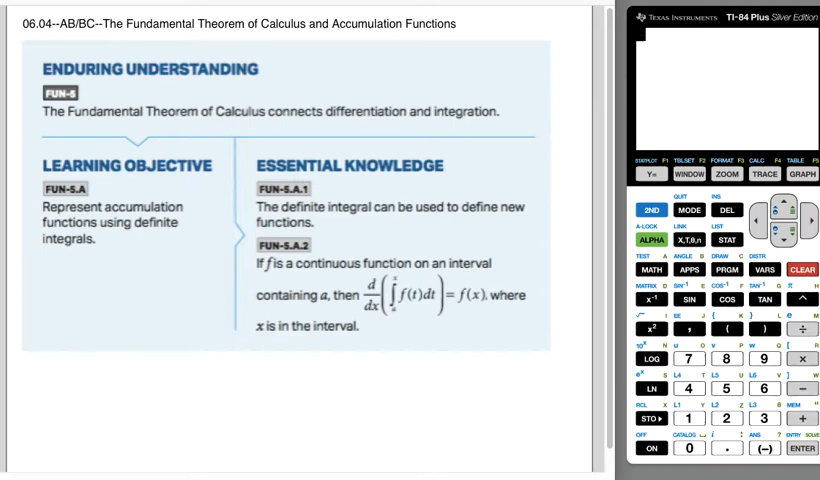 06.04--AB/BC--The Fundamental Theorem of Calculus and Accumulation Functions
ENDURING UNDERSTANDING
FUN-5
The Fundamental Theorem of Calculus connects differentiation and integration.
LEARNING OBJECTIVE
FUN-5.A
Represent accumulation
functions using definite
integrals.
ESSENTIAL KNOWLEDGE
FUN-5.A.1
The definite integral can be used to define new
functions.
FUN-5.A.2
If f is a continuous function on an interval
containing a, then d/dx(∫ₐˣ f(t)dt) = f(x), where
x is in the interval.
TEXAS INSTRUMENTS TI-84 Plus Silver Edition
STATPLOT F1 TBLSET F2 FORMAT F3 CALC F4 TABLE F5
Y= WINDOW ZOOM TRACE GRAPH
QUIT INS
2ND MODE DEL
A-LOCK LINK LIST
ALPHA X,T,θ,n STAT
TEST A ANGLE B DRAW C DISTR
MATH APPS PRGM VARS CLEAR
MATRIX D SIN⁻¹ E COS⁻¹ F TAN⁻¹ G π H
x⁻¹ SIN COS TAN ^
√ I EE J { K } L e M
x² , ( ) ÷
10ˣ N u O v P w Q [ R
LOG 7 8 9 ×
eˣ S L4 T L5 U L6 V ] W
LN 4 5 6 −
RCL X L1 Y L2 Z L3 θ MEM "
STO▶ 1 2 3 +
OFF CATALOG i : ANS ? ENTRY SOLVE
ON 0 . (−) ENTER